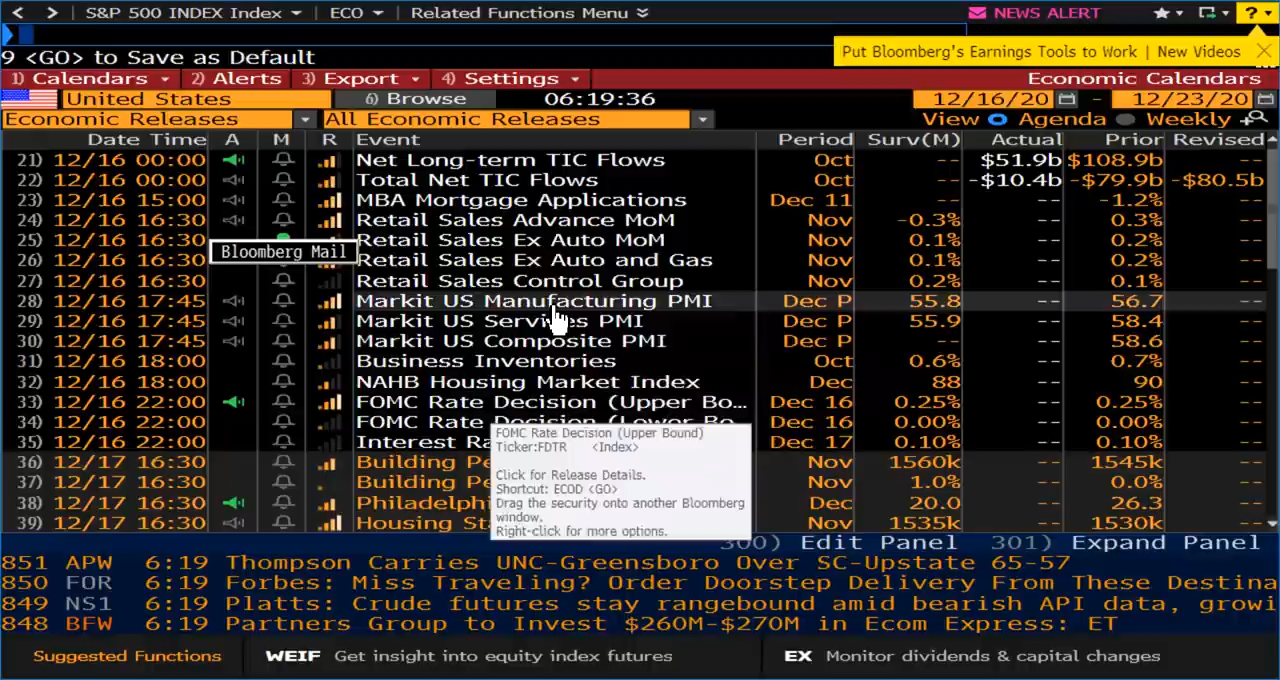 < > S&P 500 INDEX Index ECO Related Functions Menu NEWS ALERT ?
9 <GO> to Save as Default Put Bloomberg's Earnings Tools to Work | New Videos
1) Calendars 2) Alerts 3) Export 4) Settings Economic Calendars
United States 6) Browse 06:19:36 12/16/20 - 12/23/20
Economic Releases All Economic Releases View Agenda Weekly
Date Time A M R Event Period Surv(M) Actual Prior Revised
21) 12/16 00:00 Net Long-term TIC Flows Oct -- $51.9b $108.9b --
22) 12/16 00:00 Total Net TIC Flows Oct -- -$10.4b -$79.9b -$80.5b
23) 12/16 15:00 MBA Mortgage Applications Dec 11 -- -- -1.2% --
24) 12/16 16:30 Retail Sales Advance MoM Nov -0.3% -- 0.3% --
25) 12/16 16:30 Retail Sales Ex Auto MoM Nov 0.1% -- 0.2% --
Bloomberg Mail
26) 12/16 16:30 Retail Sales Ex Auto and Gas Nov 0.1% -- 0.2% --
27) 12/16 16:30 Retail Sales Control Group Nov 0.2% -- 0.1% --
28) 12/16 17:45 Markit US Manufacturing PMI Dec P 55.8 -- 56.7 --
29) 12/16 17:45 Markit US Services PMI Dec P 55.9 -- 58.4 --
30) 12/16 17:45 Markit US Composite PMI Dec P -- -- 58.6 --
31) 12/16 18:00 Business Inventories Oct 0.6% -- 0.7% --
32) 12/16 18:00 NAHB Housing Market Index Dec 88 -- 90 --
33) 12/16 22:00 FOMC Rate Decision (Upper Bo... Dec 16 0.25% -- 0.25% --
34) 12/16 22:00 FOMC Rate Decision (Lower Bo... Dec 16 0.00% -- 0.00% --
35) 12/16 22:00 Interest Ra Dec 17 0.10% -- 0.10% --
36) 12/17 16:30 Building Pe Nov 1560k -- 1545k --
37) 12/17 16:30 Building Pe Nov 1.0% -- 0.0% --
38) 12/17 16:30 Philadelphi Dec 20.0 -- 26.3 --
39) 12/17 16:30 Housing St Nov 1535k -- 1530k --
FOMC Rate Decision (Upper Bound)
Ticker:FDTR <Index>
Click for Release Details.
Shortcut: ECOD <GO>
Drag the security onto another Bloomberg
window.
Right-click for more options.
300) Edit Panel 301) Expand Panel
851 APW 6:19 Thompson Carries UNC-Greensboro Over SC-Upstate 65-57
850 FOR 6:19 Forbes: Miss Traveling? Order Doorstep Delivery From These Destina
849 NS1 6:19 Platts: Crude futures stay rangebound amid bearish API data, growi
848 BFW 6:19 Partners Group to Invest $260M-$270M in Ecom Express: ET
Suggested Functions WEIF Get insight into equity index futures EX Monitor dividends & capital changes